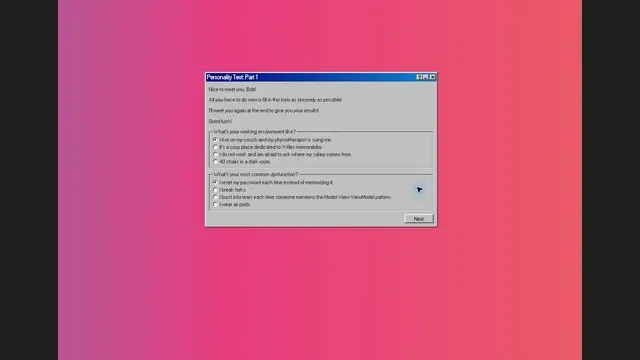 Personality Test: Part 1
Nice to meet you, Bob!
All you have to do now is fill in this form as sincerely as possible!
I'll meet you again at the end to give you your results!
Good luck!
What's your working environment like?
I live on my couch and my physiotherapist is suing me.
It's a cozy place dedicated to X-files memorabilia.
I do not work and am afraid to ask where my salary comes from.
40 chairs in a dark room.
What's your most common dysfunction?
I reset my password each time instead of memorizing it.
I break forks.
I burst into tears each time someone mentions the Model-View-ViewModel pattern.
I wear air pods.
Next